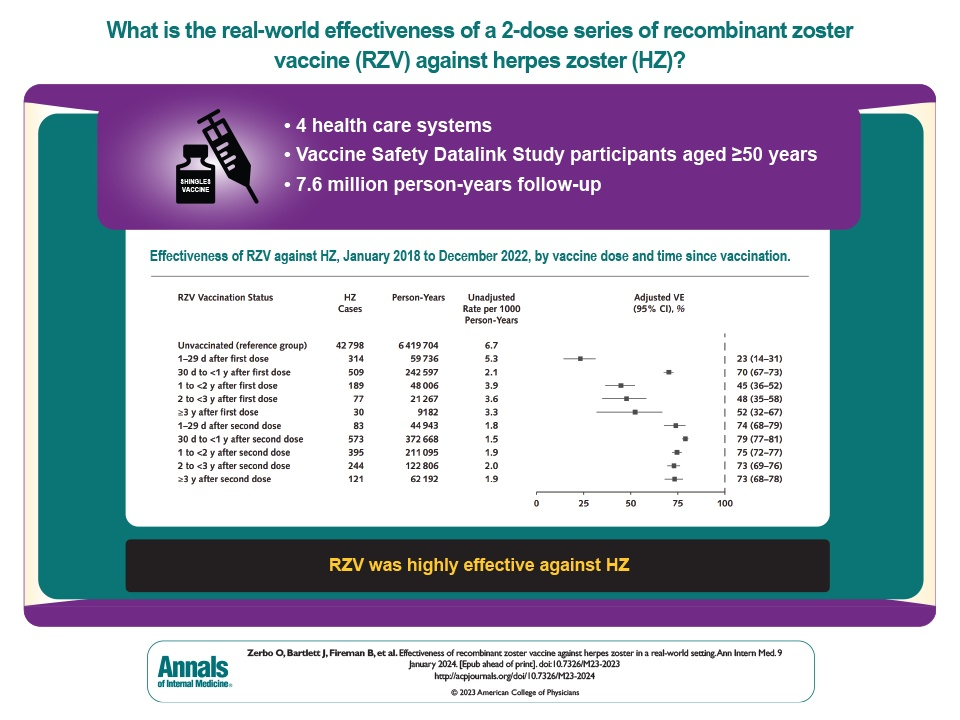 What is the real-world effectiveness of a 2-dose series of recombinant zoster
vaccine (RZV) against herpes zoster (HZ)?
SHINGLES
VACCINE
• 4 health care systems
• Vaccine Safety Datalink Study participants aged ≥50 years
• 7.6 million person-years follow-up
Effectiveness of RZV against HZ, January 2018 to December 2022, by vaccine dose and time since vaccination.
RZV Vaccination Status HZ Person-Years Unadjusted Adjusted VE
Cases Rate per 1000 (95% CI), %
Person-Years
Unvaccinated (reference group) 42 798 6 419 704 6.7
1–29 d after first dose 314 59 736 5.3 23 (14–31)
30 d to <1 y after first dose 509 242 597 2.1 70 (67–73)
1 to <2 y after first dose 189 48 006 3.9 45 (36–52)
2 to <3 y after first dose 77 21 267 3.6 48 (35–58)
≥3 y after first dose 30 9182 3.3 52 (32–67)
1–29 d after second dose 83 44 943 1.8 74 (68–79)
30 d to <1 y after second dose 573 372 668 1.5 79 (77–81)
1 to <2 y after second dose 395 211 095 1.9 75 (72–77)
2 to <3 y after second dose 244 122 806 2.0 73 (69–76)
≥3 y after second dose 121 62 192 1.9 73 (68–78)
0 25 50 75 100
RZV was highly effective against HZ
Annals
of Internal Medicine®
Zerbo O, Bartlett J, Fireman B, et al. Effectiveness of recombinant zoster vaccine against herpes zoster in a real-world setting. Ann Intern Med. 9
January 2024. [Epub ahead of print]. doi:10.7326/M23-2023
http://acpjournals.org/doi/10.7326/M23-2024
© 2023 American College of Physicians